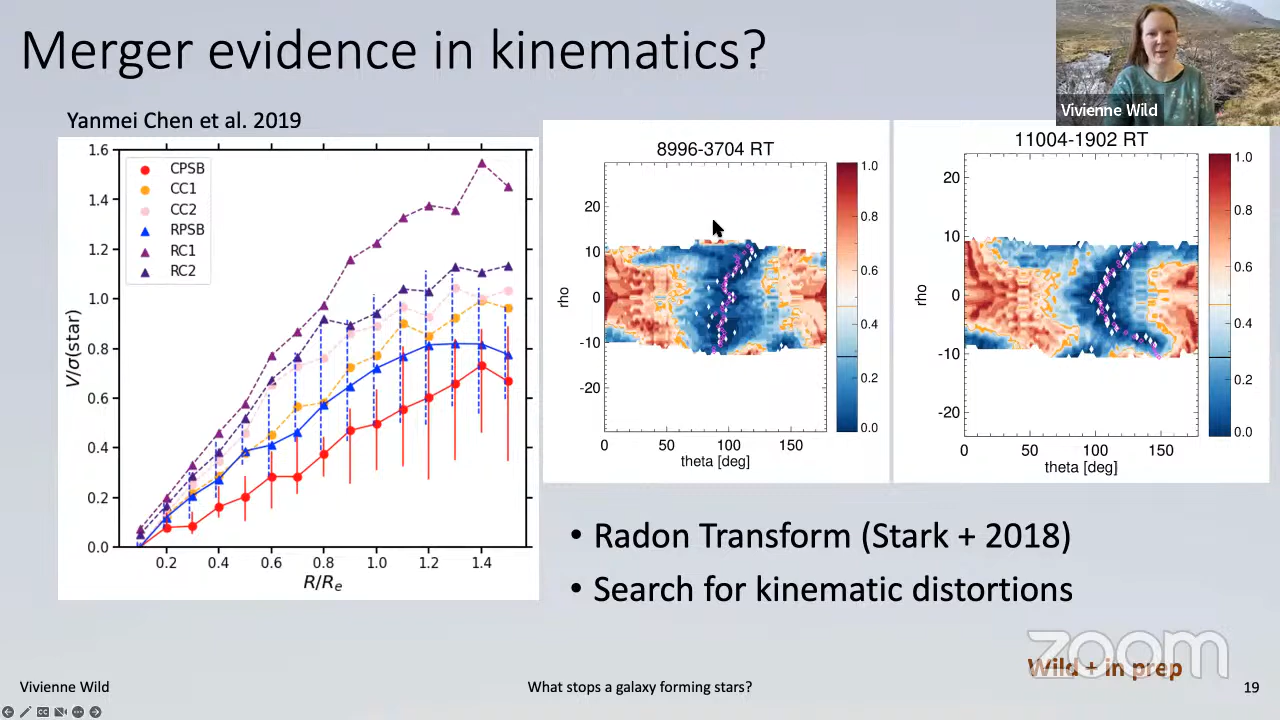 Merger evidence in kinematics?
Vivienne Wild
Yanmei Chen et al. 2019
1.6
1.4
1.2
1.0
0.8
0.6
0.4
0.2
0.0
V/σ(star)
CPSB
CC1
CC2
RPSB
RC1
RC2
0.2 0.4 0.6 0.8 1.0 1.2 1.4
R/Re
8996-3704 RT
20
10
0
-10
-20
rho
0 50 100 150
theta [deg]
1.0
0.8
0.6
0.4
0.2
0.0
11004-1902 RT
20
10
0
-10
-20
rho
0 50 100 150
theta [deg]
1.0
0.8
0.6
0.4
0.2
0.0
• Radon Transform (Stark + 2018)
• Search for kinematic distortions
zoom
Wild + in prep
Vivienne Wild
What stops a galaxy forming stars?
19